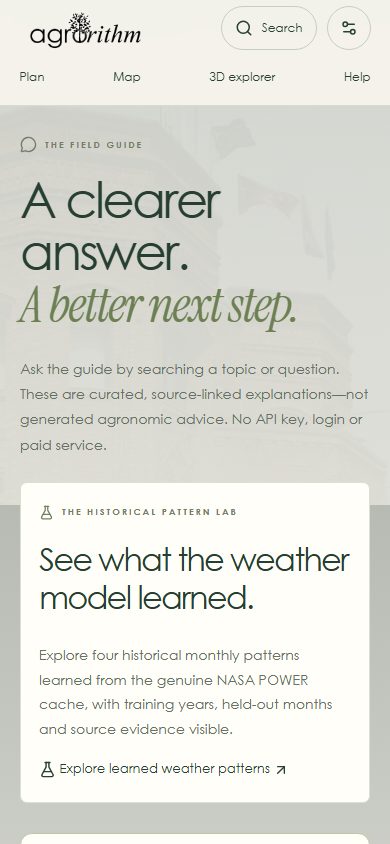 agrorithm
Search
Plan
Map
3D explorer
Help
THE FIELD GUIDE
A clearer
answer.
A better next step.
Ask the guide by searching a topic or question.
These are curated, source-linked explanations—not
generated agronomic advice. No API key, login or
paid service.
THE HISTORICAL PATTERN LAB
See what the weather
model learned.
Explore four historical monthly patterns
learned from the genuine NASA POWER
cache, with training years, held-out months
and source evidence visible.
Explore learned weather patterns